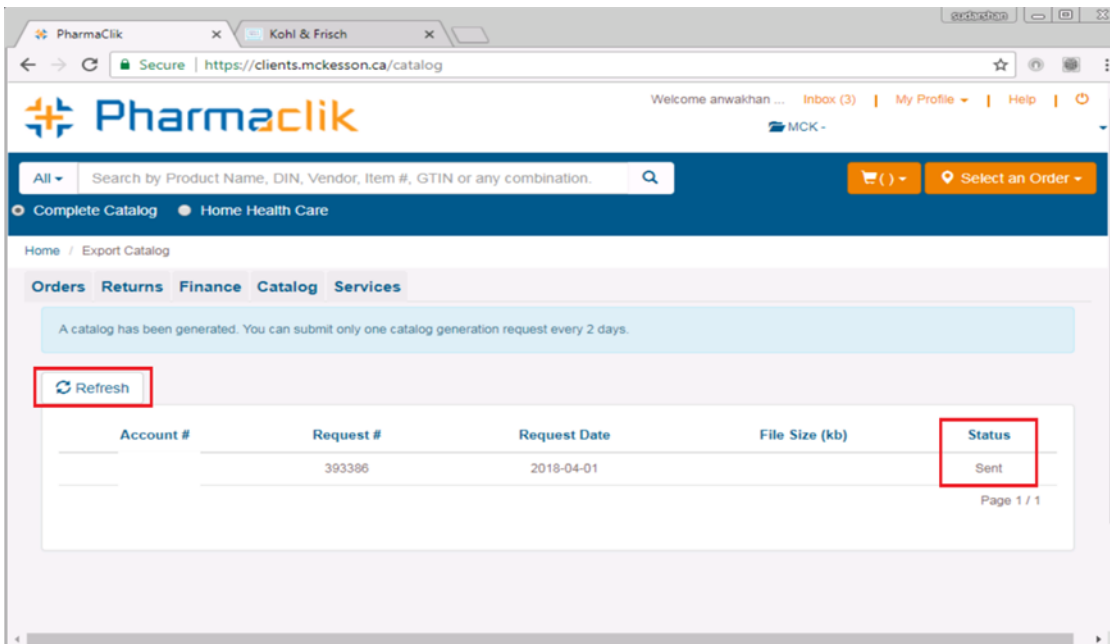 PharmaClik Kohl & Frisch
Secure | https://clients.mckesson.ca/catalog
Pharmaclik
Welcome anwakhan ... Inbox (3) | My Profile | Help |
MCK -
All Search by Product Name, DIN, Vendor, Item #, GTIN or any combination. ( ) Select an Order
Complete Catalog Home Health Care
Home / Export Catalog
Orders Returns Finance Catalog Services
A catalog has been generated. You can submit only one catalog generation request every 2 days.
Refresh
Account # Request # Request Date File Size (kb) Status
393386 2018-04-01 Sent
Page 1 / 1